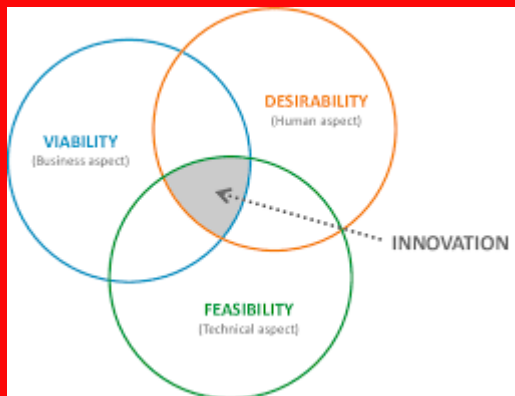 DESIRABILITY
(Human aspect)
VIABILITY
(Business aspect)
INNOVATION
FEASIBILITY
(Technical aspect)